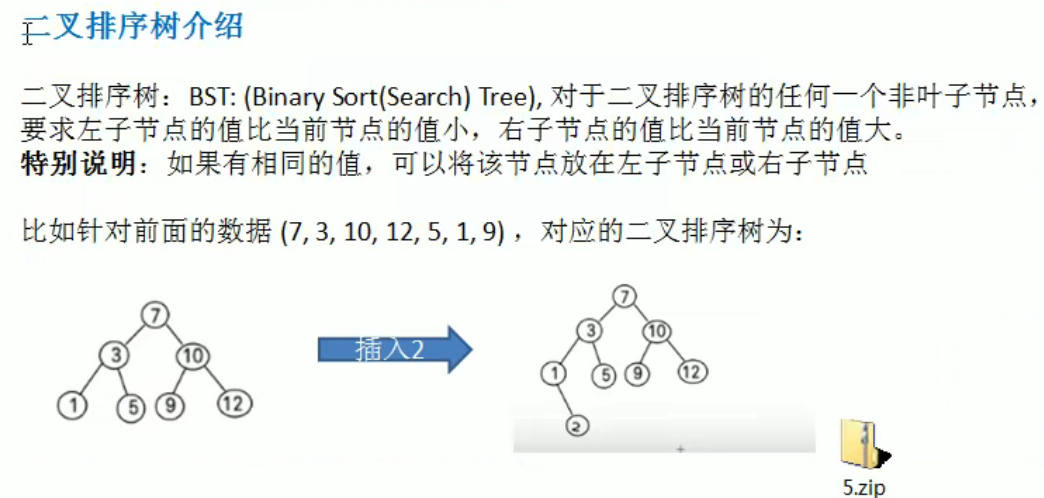 二叉排序树介绍
二叉排序树：BST: (Binary Sort(Search) Tree), 对于二叉排序树的任何一个非叶子节点，
要求左子节点的值比当前节点的值小，右子节点的值比当前节点的值大。
特别说明：如果有相同的值，可以将该节点放在左子节点或右子节点
比如针对前面的数据 (7, 3, 10, 12, 5, 1, 9) ，对应的二叉排序树为：
7
3 10
1 5 9 12
插入2
7
3 10
1 5 9 12
2
5.zip